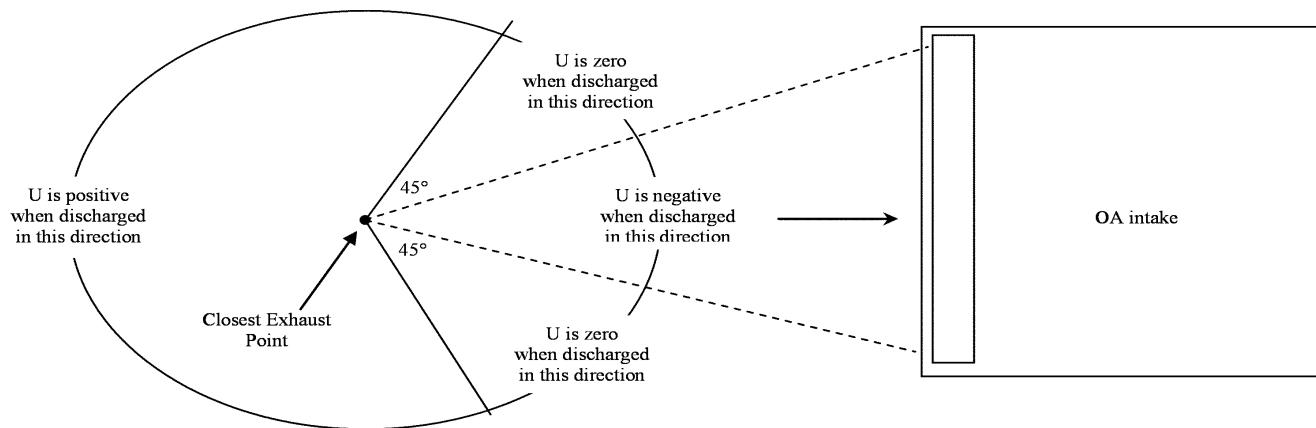 U is zero
when discharged
in this direction
45°
U is positive
when discharged
in this direction
U is negative
when discharged
in this direction
OA intake
45°
Closest Exhaust
Point
U is zero
when discharged
in this direction